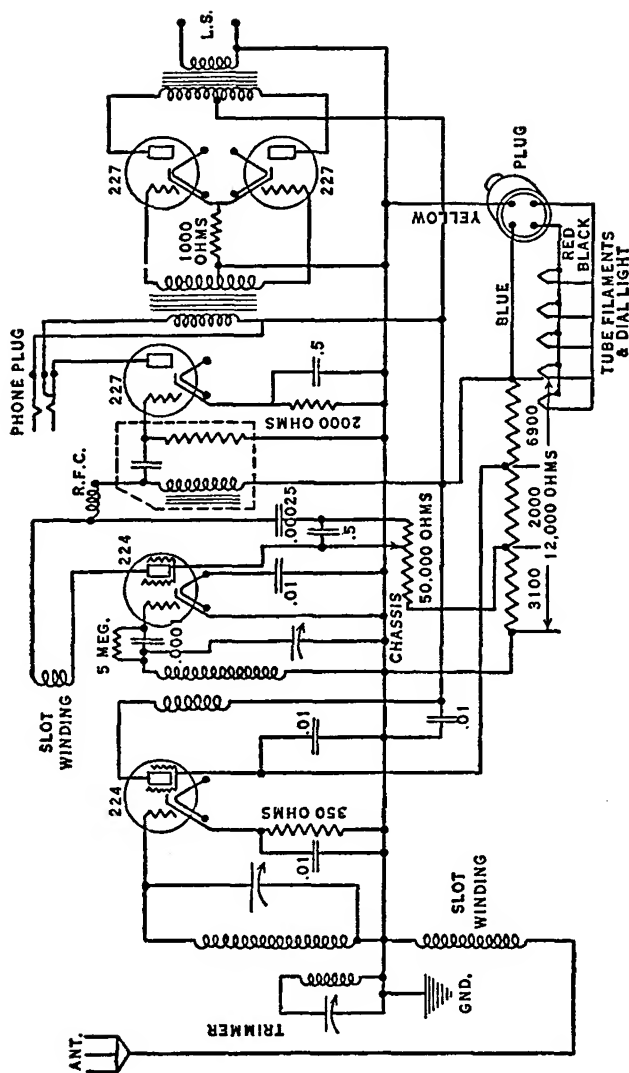 ANT.
TRIMMER
GND.
SLOT
WINDING
224
.01
350 OHMS
.01
.01
SLOT
WINDING
5 MEG.
.000
224
.01
R.F.C.
.00025
.5
50,000 OHMS
CHASSIS
PHONE PLUG
227
.5
2000 OHMS
227
227
1000
OHMS
L.S.
3100
2000
6900
12,000 OHMS
BLUE
YELLOW
RED
BLACK
PLUG
TUBE FILAMENTS
& DIAL LIGHT